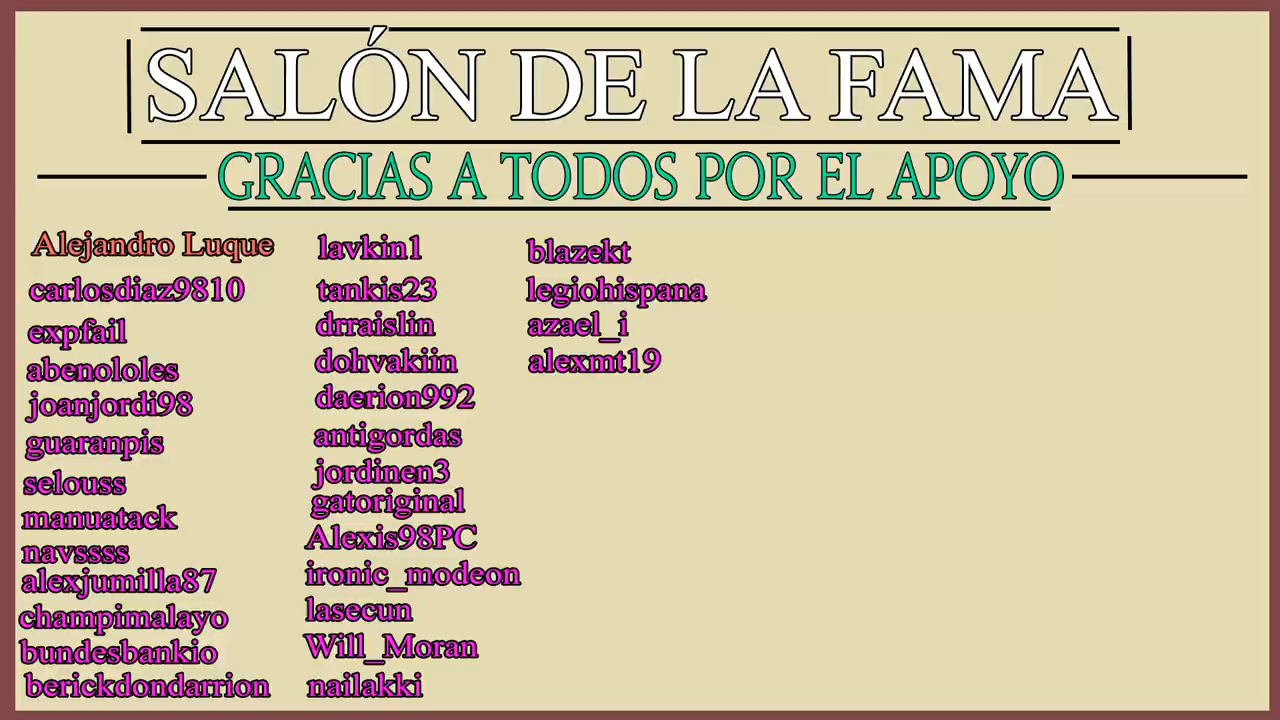 SALÓN DE LA FAMA
GRACIAS A TODOS POR EL APOYO
Alejandro Luque
carlosdiaz9810
expfail
abenololes
joanjordi98
guaranpis
selouss
manuatack
navssss
alexjumilla87
champimalayo
bundesbankio
berickdondarrion
lavkin1
tankis23
drraislin
dohvakiin
daerion992
antigordas
jordinen3
gatoriginal
Alexis98PC
ironic_modeon
lasecun
Will_Moran
nailakki
blazekt
legiohispana
azael_i
alexmt19